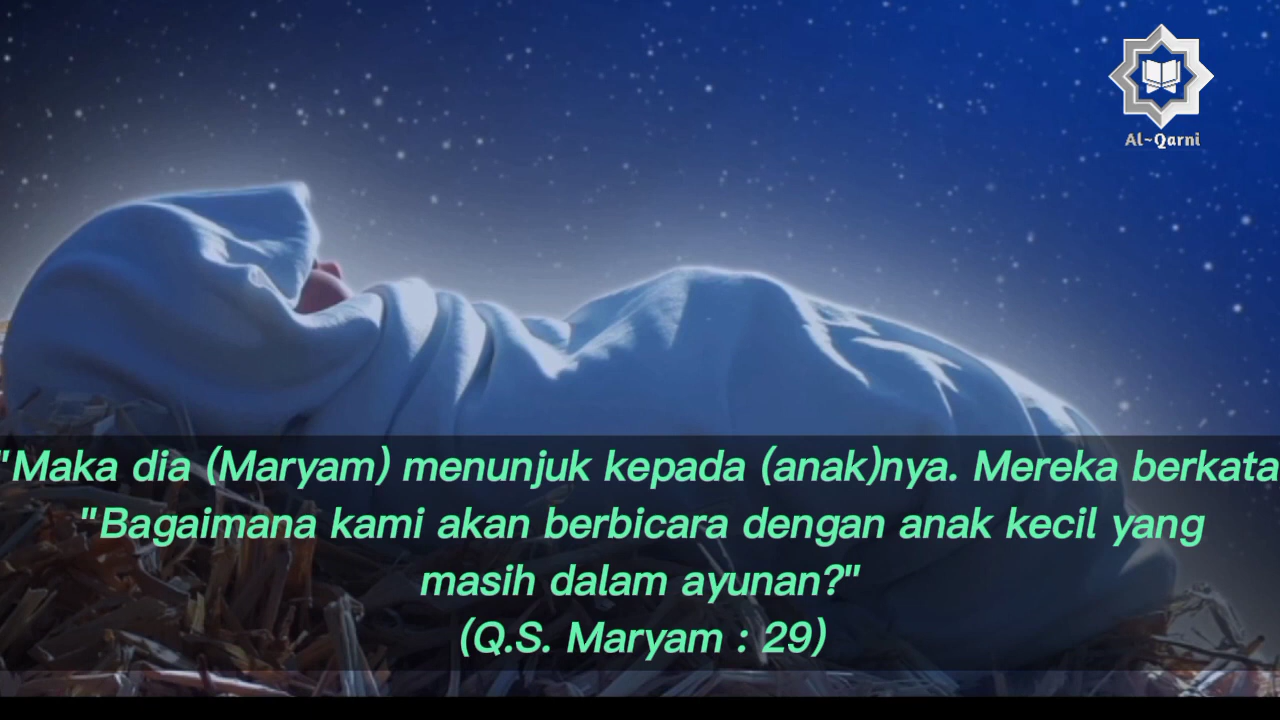 Al~Qarni
"Maka dia (Maryam) menunjuk kepada (anak)nya. Mereka berkata
"Bagaimana kami akan berbicara dengan anak kecil yang
masih dalam ayunan?"
(Q.S. Maryam : 29)